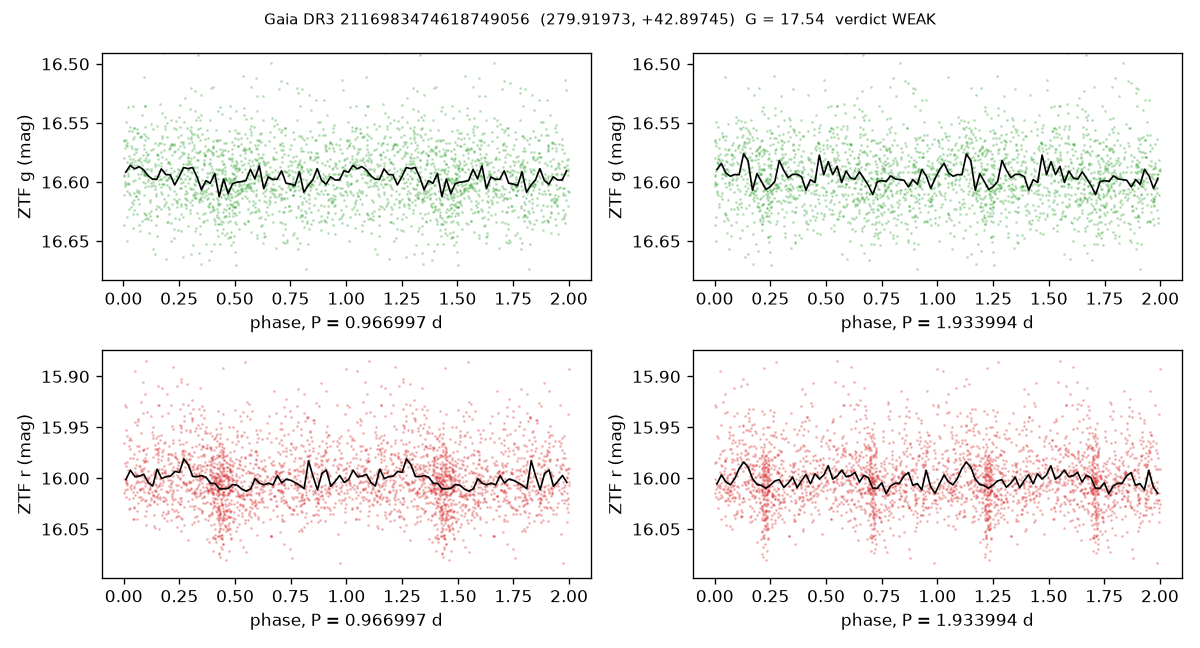 Gaia DR3 2116983474618749056 (279.91973, +42.89745) G = 17.54 verdict WEAK
ZTF g (mag)
16.50
16.55
16.60
16.65
0.00 0.25 0.50 0.75 1.00 1.25 1.50 1.75 2.00
phase, P = 0.966997 d
ZTF g (mag)
16.50
16.55
16.60
16.65
0.00 0.25 0.50 0.75 1.00 1.25 1.50 1.75 2.00
phase, P = 1.933994 d
ZTF r (mag)
15.90
15.95
16.00
16.05
0.00 0.25 0.50 0.75 1.00 1.25 1.50 1.75 2.00
phase, P = 0.966997 d
ZTF r (mag)
15.90
15.95
16.00
16.05
0.00 0.25 0.50 0.75 1.00 1.25 1.50 1.75 2.00
phase, P = 1.933994 d